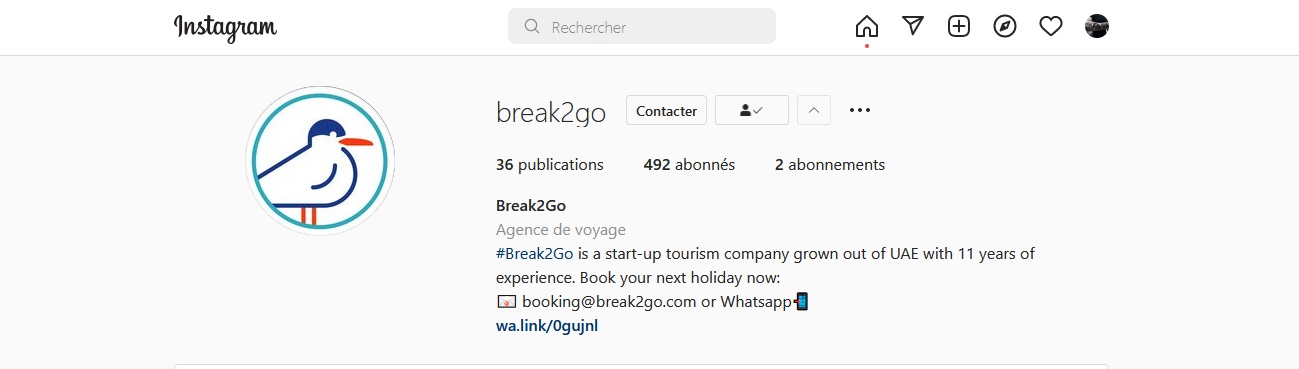 Instagram
Rechercher
break2go
Contacter
36 publications
492 abonnés
2 abonnements
Break2Go
Agence de voyage
#Break2Go is a start-up tourism company grown out of UAE with 11 years of
experience. Book your next holiday now:
booking@break2go.com or Whatsapp
wa.link/0gujnl